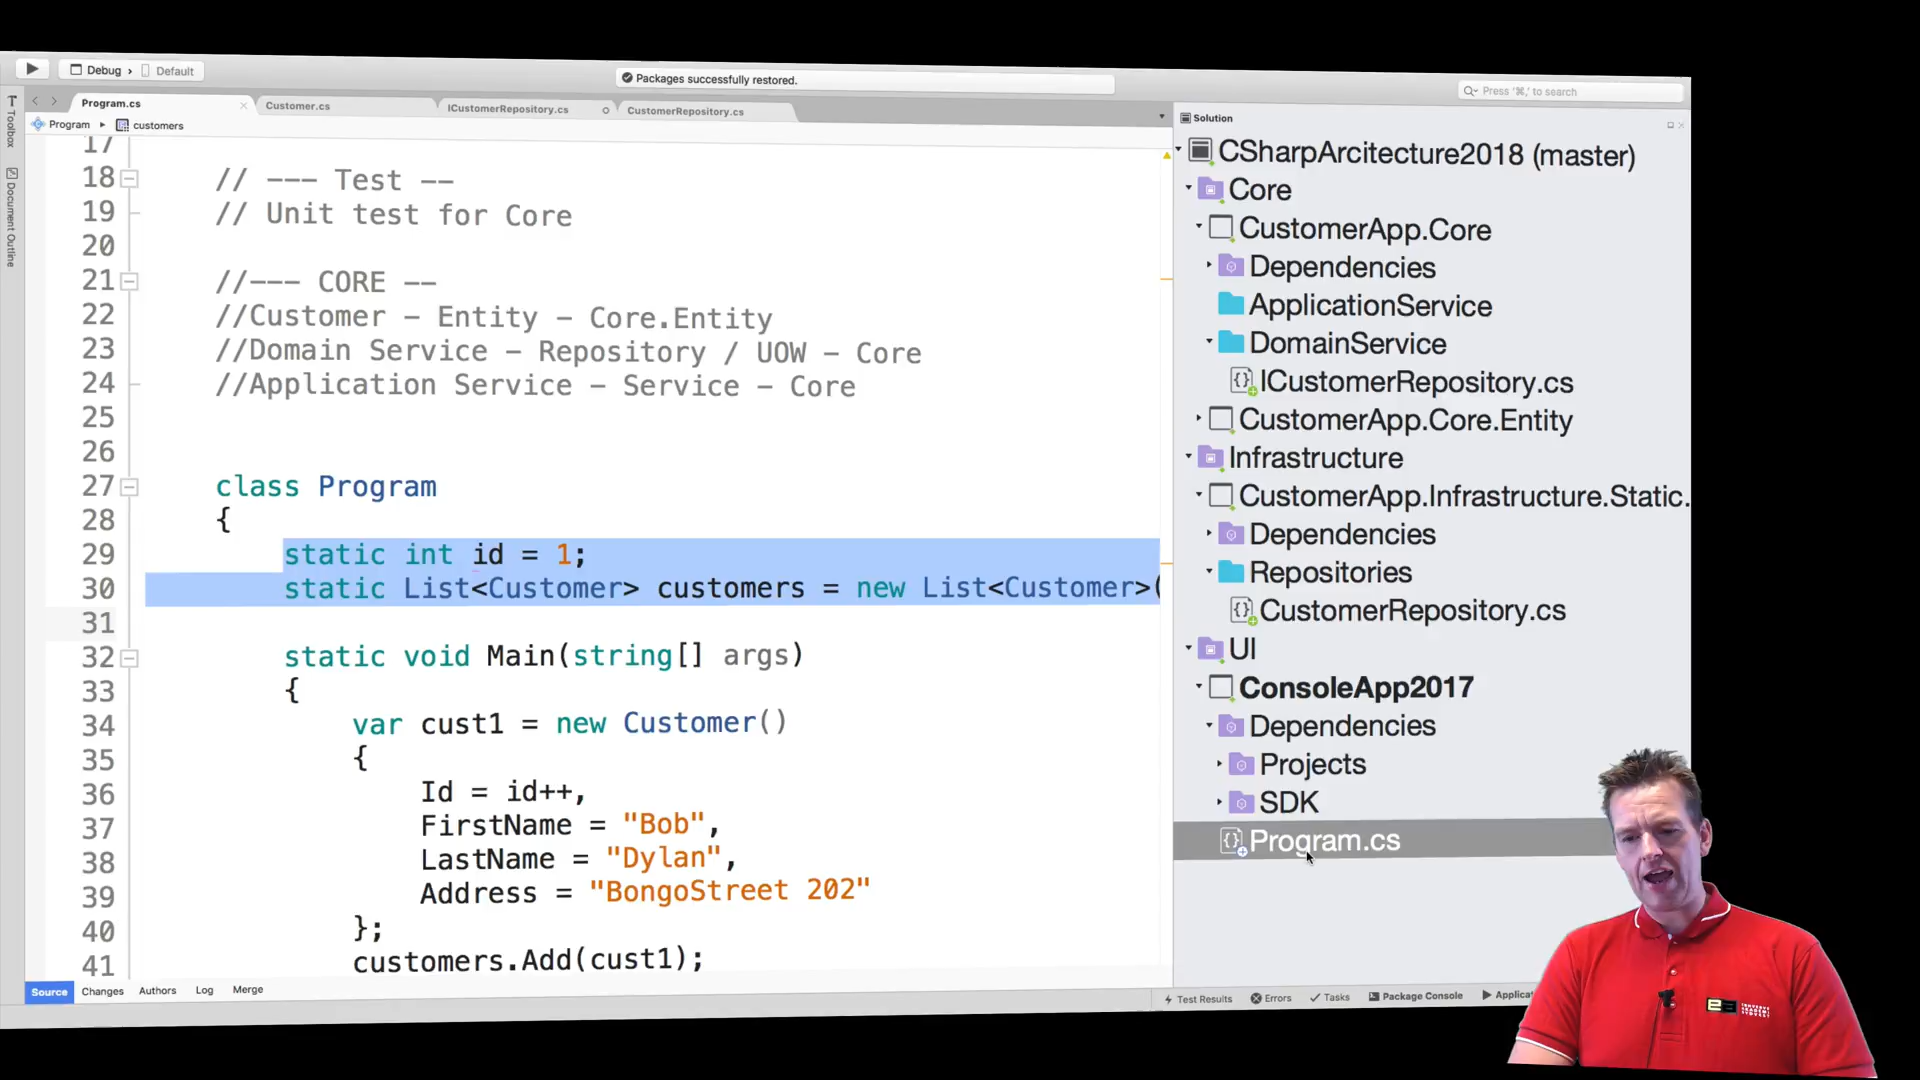 Debug
Default
Packages successfully restored.
Press '⌘,' to search
Program.cs
Customer.cs
ICustomerRepository.cs
CustomerRepository.cs
Program
customers
Toolbox
Document Outline
17
18 // --- Test --
19 // Unit test for Core
20
21 //--- CORE --
22 //Customer - Entity - Core.Entity
23 //Domain Service - Repository / UOW - Core
24 //Application Service - Service - Core
25
26
27 class Program
28 {
29 static int id = 1;
30 static List<Customer> customers = new List<Customer>(
31
32 static void Main(string[] args)
33 {
34 var cust1 = new Customer()
35 {
36 Id = id++,
37 FirstName = "Bob",
38 LastName = "Dylan",
39 Address = "BongoStreet 202"
40 };
41 customers.Add(cust1);
Source
Changes
Authors
Log
Merge
Solution
CSharpArcitecture2018 (master)
Core
CustomerApp.Core
Dependencies
ApplicationService
DomainService
ICustomerRepository.cs
CustomerApp.Core.Entity
Infrastructure
CustomerApp.Infrastructure.Static.
Dependencies
Repositories
CustomerRepository.cs
UI
ConsoleApp2017
Dependencies
Projects
SDK
Program.cs
Test Results
Errors
Tasks
Package Console
Applic